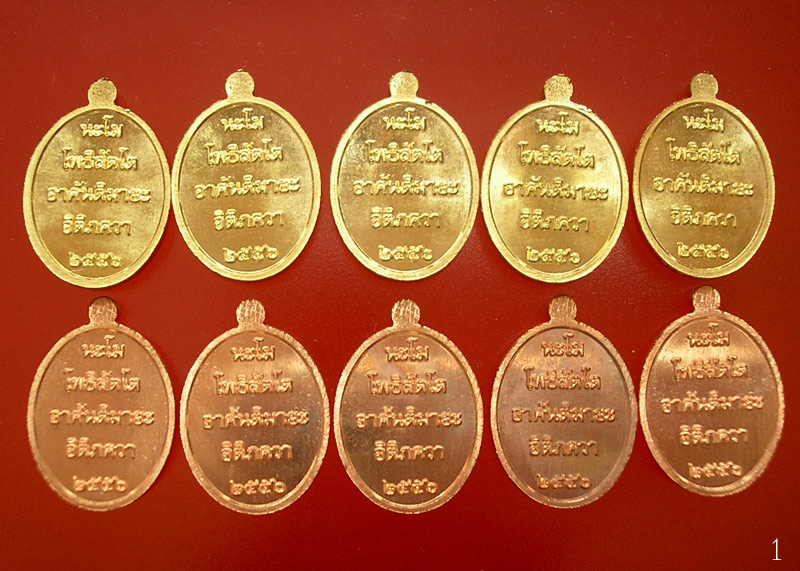 นะโม
โพธิสัตโต
อาคันติมายะ
อิติภควา
๒๕๕๖
นะโม
โพธิสัตโต
อาคันติมายะ
อิติภควา
๒๕๕๖
นะโม
โพธิสัตโต
อาคันติมายะ
อิติภควา
๒๕๕๖
นะโม
โพธิสัตโต
อาคันติมายะ
อิติภควา
๒๕๕๖
นะโม
โพธิสัตโต
อาคันติมายะ
อิติภควา
๒๕๕๖
นะโม
โพธิสัตโต
อาคันติมายะ
อิติภควา
๒๕๕๖
นะโม
โพธิสัตโต
อาคันติมายะ
อิติภควา
๒๕๕๖
นะโม
โพธิสัตโต
อาคันติมายะ
อิติภควา
๒๕๕๖
นะโม
โพธิสัตโต
อาคันติมายะ
อิติภควา
๒๕๕๖
นะโม
โพธิสัตโต
อาคันติมายะ
อิติภควา
๒๕๕๖
1